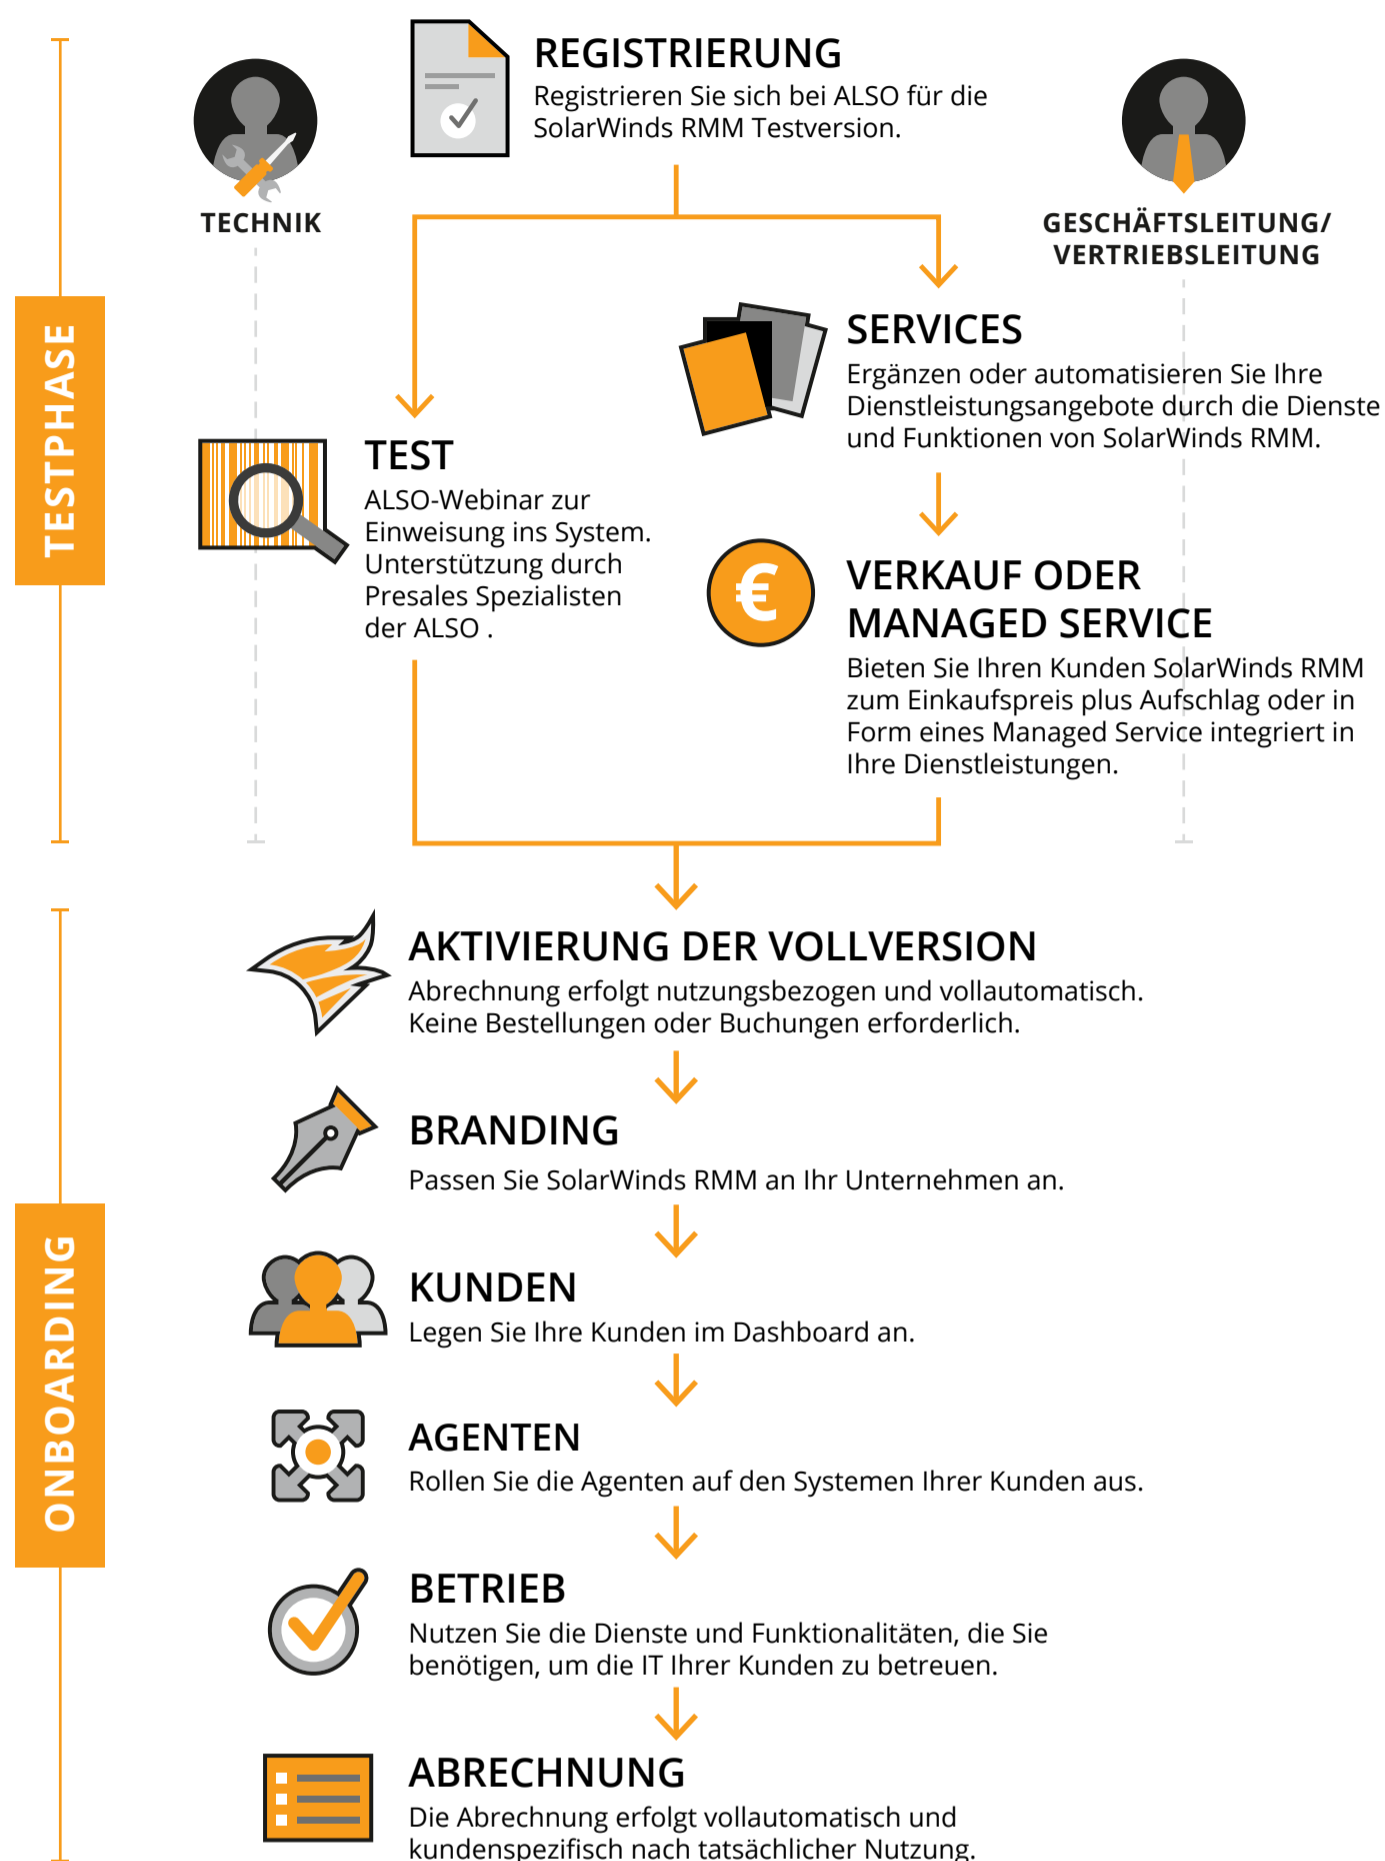 REGISTRIERUNG
Registrieren Sie sich bei ALSO für die
SolarWinds RMM Testversion.
TECHNIK
GESCHÄFTSLEITUNG/
VERTRIEBSLEITUNG
TESTPHASE
SERVICES
Ergänzen oder automatisieren Sie Ihre
Dienstleistungsangebote durch die Dienste
und Funktionen von SolarWinds RMM.
TEST
ALSO-Webinar zur
Einweisung ins System.
Unterstützung durch
Presales Spezialisten
der ALSO .
€
VERKAUF ODER
MANAGED SERVICE
Bieten Sie Ihren Kunden SolarWinds RMM
zum Einkaufspreis plus Aufschlag oder in
Form eines Managed Service integriert in
Ihre Dienstleistungen.
ONBOARDING
AKTIVIERUNG DER VOLLVERSION
Abrechnung erfolgt nutzungsbezogen und vollautomatisch.
Keine Bestellungen oder Buchungen erforderlich.
BRANDING
Passen Sie SolarWinds RMM an Ihr Unternehmen an.
KUNDEN
Legen Sie Ihre Kunden im Dashboard an.
AGENTEN
Rollen Sie die Agenten auf den Systemen Ihrer Kunden aus.
BETRIEB
Nutzen Sie die Dienste und Funktionalitäten, die Sie
benötigen, um die IT Ihrer Kunden zu betreuen.
ABRECHNUNG
Die Abrechnung erfolgt vollautomatisch und
kundenspezifisch nach tatsächlicher Nutzung.